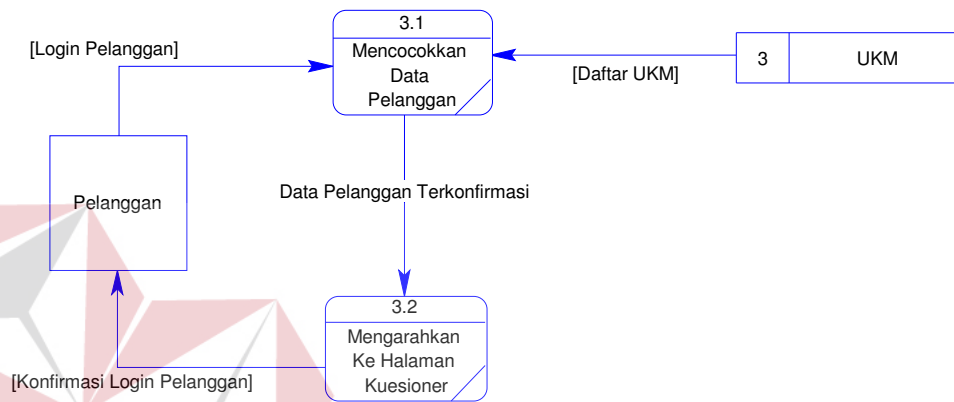 3.1
Mencocokkan
Data
Pelanggan
[Login Pelanggan]
[Daftar UKM]
3
UKM
Pelanggan
Data Pelanggan Terkonfirmasi
3.2
Mengarahkan
Ke Halaman
Kuesioner
[Konfirmasi Login Pelanggan]